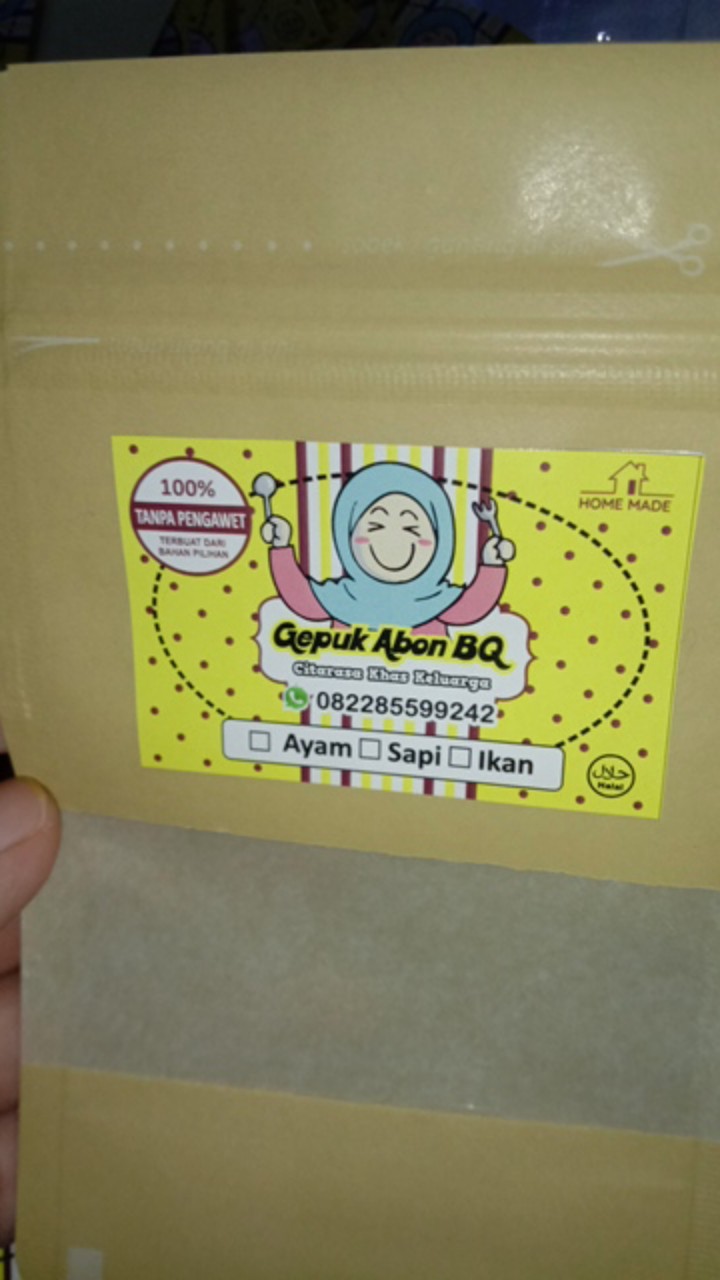 100%
TANPA PENGAWET
TERBUAT DARI
BAHAN PILIHAN
HOME MADE
Gepuk Abon BQ
Citarasa Khas Keluarga
082285599242
Ayam Sapi Ikan
حلال
Halal